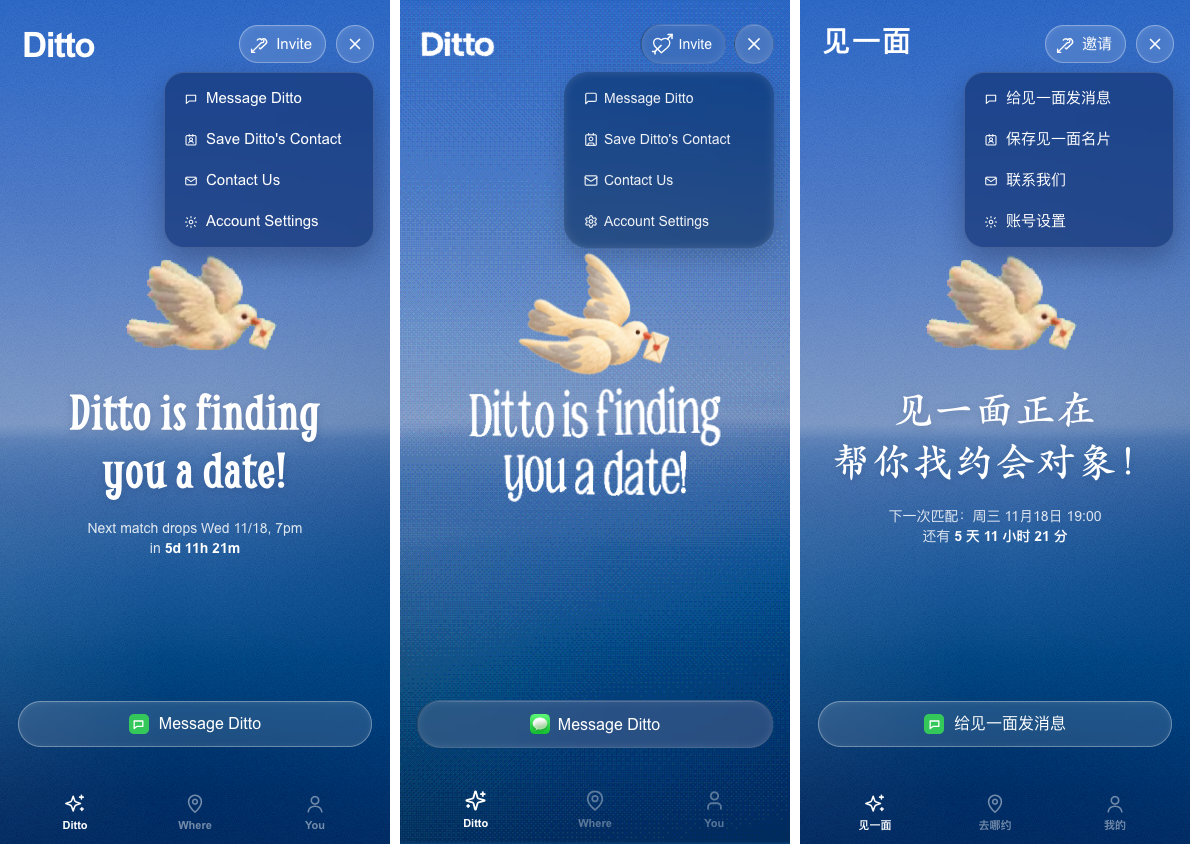 Ditto
Invite
Message Ditto
Save Ditto's Contact
Contact Us
Account Settings
Ditto is finding
you a date!
Next match drops Wed 11/18, 7pm
in 5d 11h 21m
Message Ditto
Ditto
Where
You
Ditto
Invite
Message Ditto
Save Ditto's Contact
Contact Us
Account Settings
Ditto is finding
you a date!
Message Ditto
Ditto
Where
You
见一面
邀请
给见一面发消息
保存见一面名片
联系我们
账号设置
见一面正在
帮你找约会对象！
下一次匹配：周三 11月18日 19:00
还有 5 天 11 小时 21 分
给见一面发消息
见一面
去哪约
我的